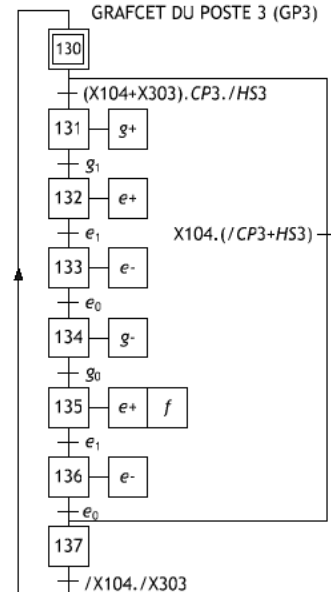 GRAFCET DU POSTE 3 (GP3)
130
(X104+X303).CP3./HS3
131 g+
g₁
132 e+
e₁
X104.(/CP3+HS3)
133 e-
e₀
134 g-
g₀
135 e+ f
e₁
136 e-
e₀
137
/X104./X303